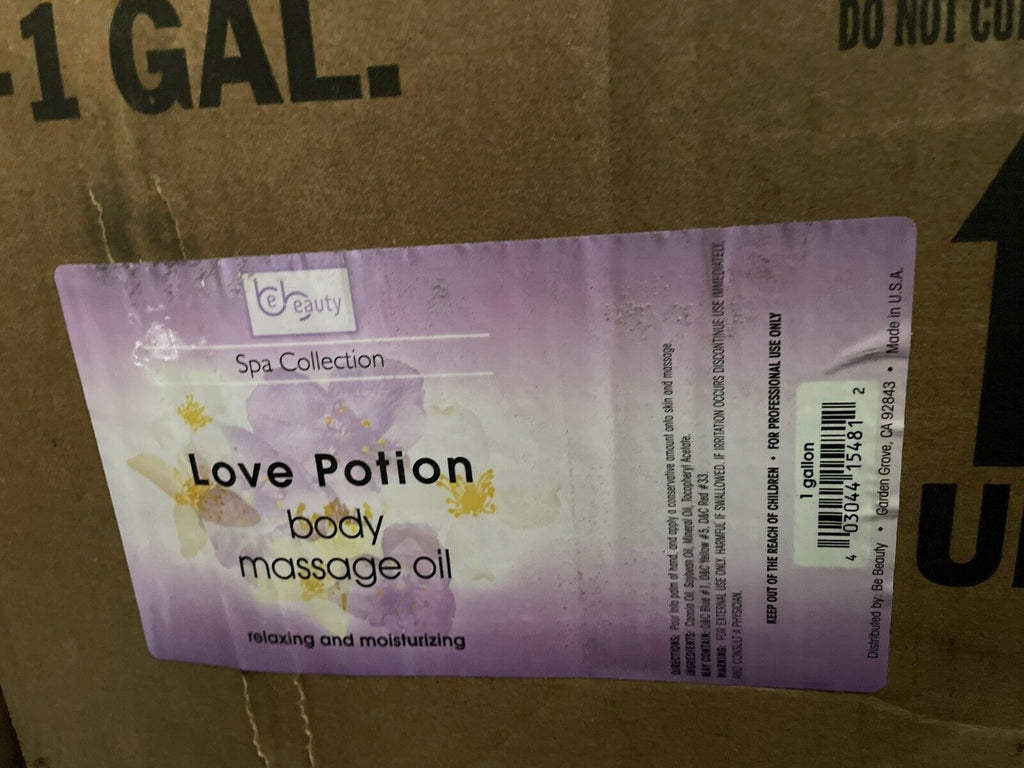 -1 GAL.
DO NOT
be beauty
Spa Collection
Love Potion
body
massage oil
relaxing and moisturizing
DIRECTIONS: Pour into palm of hand, and apply a conservative amount onto skin and massage.
INGREDIENTS: Canola Oil, Soybean Oil, Mineral Oil, Tocopheryl Acetate.
MAY CONTAIN: D&C Blue #1, D&C Yellow #5, D&C Red #33.
WARNING: FOR EXTERNAL USE ONLY. HARMFUL IF SWALLOWED. IF IRRITATION OCCURS DISCONTINUE USE IMMEDIATELY,
AND CONSULT A PHYSICIAN.
KEEP OUT OF THE REACH OF CHILDREN • FOR PROFESSIONAL USE ONLY
1 gallon
4 03044 15481 2
Distributed by: Be Beauty • Garden Grove, CA 92843 • Made in U.S.A.